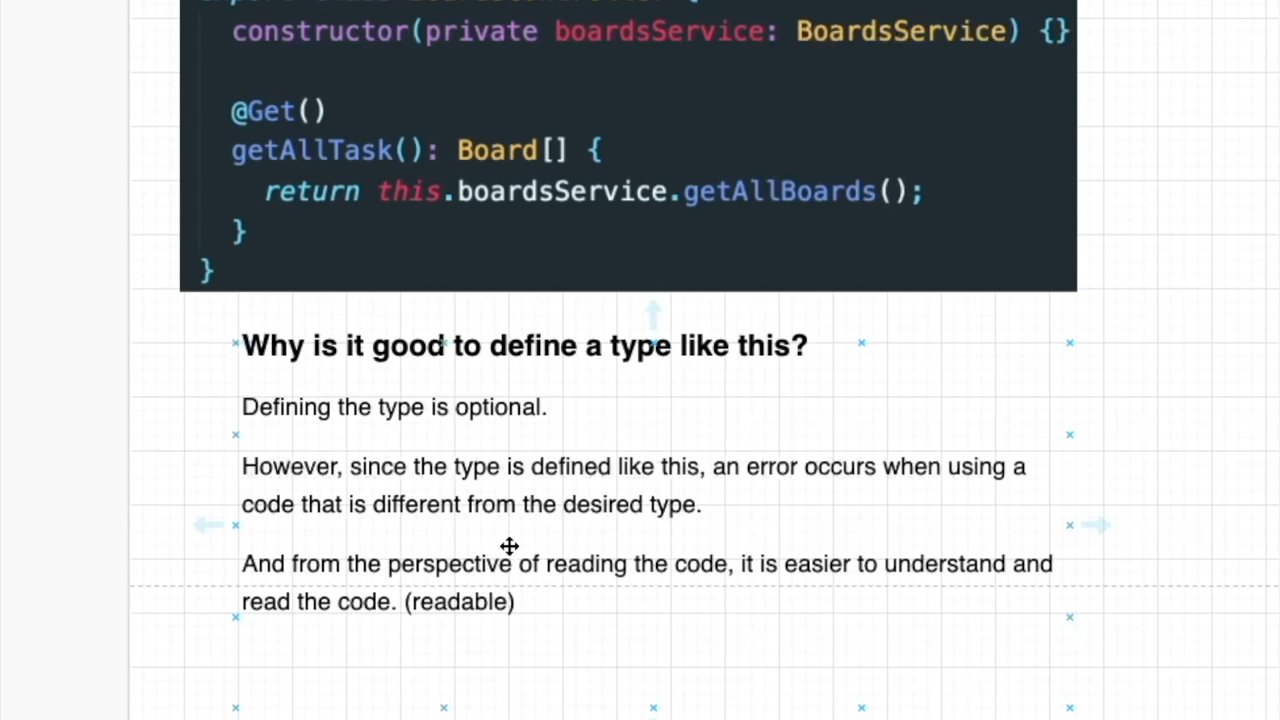 constructor(private boardsService: BoardsService) {}
@Get()
getAllTask(): Board[] {
return this.boardsService.getAllBoards();
}
}
Why is it good to define a type like this?
Defining the type is optional.
However, since the type is defined like this, an error occurs when using a
code that is different from the desired type.
And from the perspective of reading the code, it is easier to understand and
read the code. (readable)